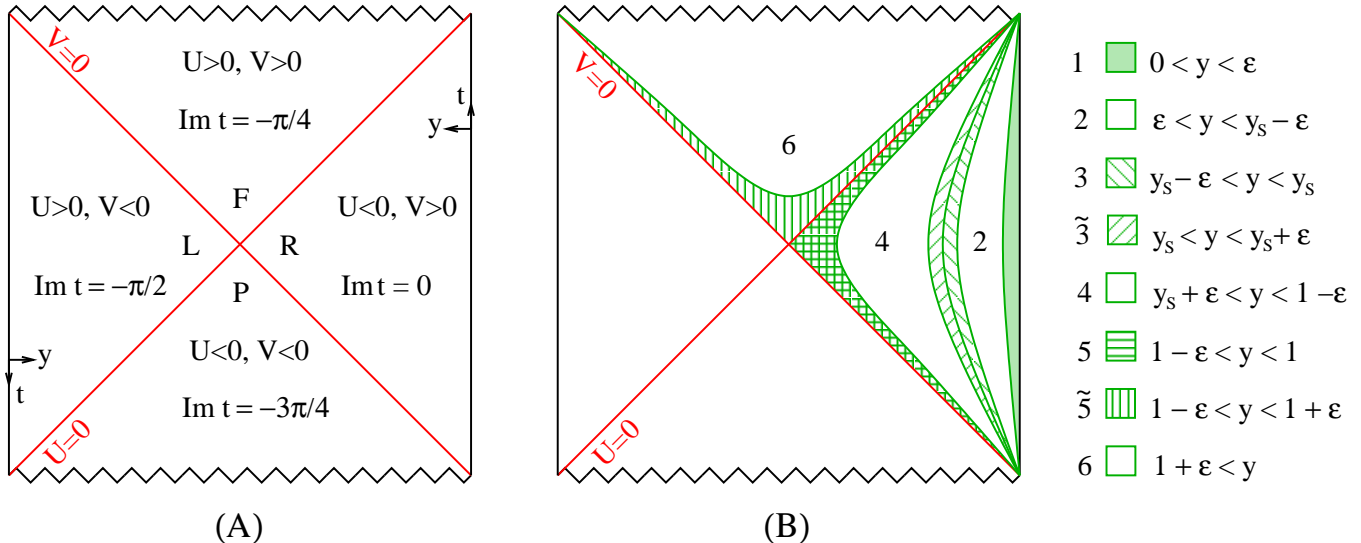 V=0
U>0, V>0
Im t = −π/4
t
y
F
U>0, V<0
U<0, V>0
L
R
Im t = −π/2
P
Im t = 0
U<0, V<0
y
t
Im t = −3π/4
U=0
(A)
V=0
6
4
2
U=0
(B)
1 0 < y < ε
2 ε < y < y_S − ε
3 y_S − ε < y < y_S
3̃ y_S < y < y_S + ε
4 y_S + ε < y < 1 − ε
5 1 − ε < y < 1
5̃ 1 − ε < y < 1 + ε
6 1 + ε < y